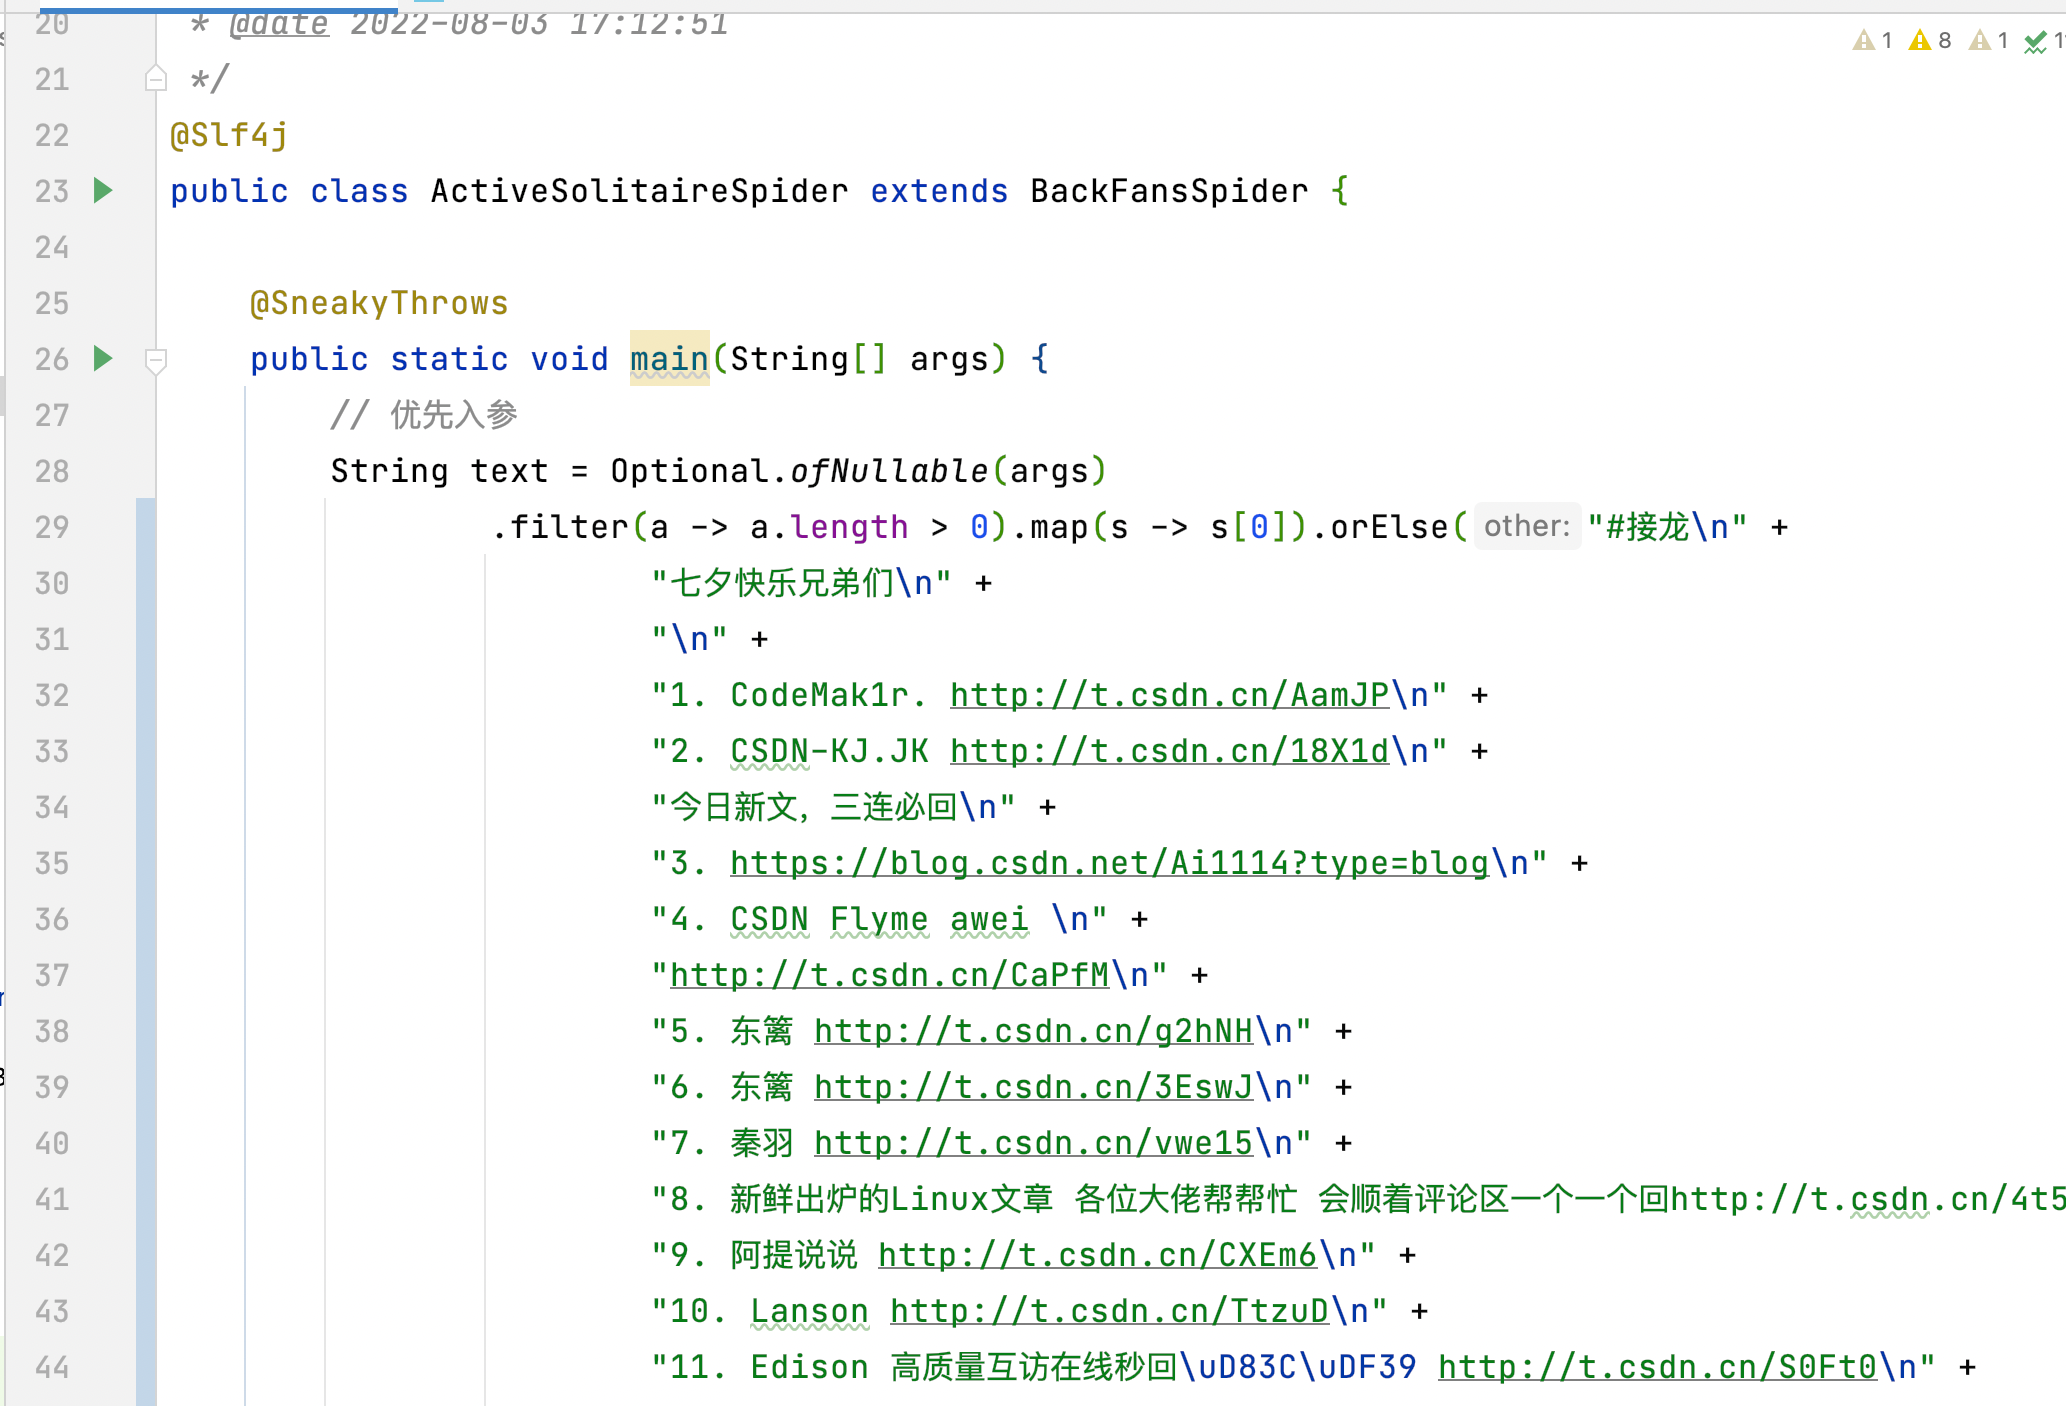 20 * @date 2022-08-03 17:12:51
1 8 1
21 */
22 @Slf4j
23 public class ActiveSolitaireSpider extends BackFansSpider {
24
25 @SneakyThrows
26 public static void main(String[] args) {
27 // 优先入参
28 String text = Optional.ofNullable(args)
29 .filter(a -> a.length > 0).map(s -> s[0]).orElse( other: "#接龙\n" +
30 "七夕快乐兄弟们\n" +
31 "\n" +
32 "1. CodeMak1r. http://t.csdn.cn/AamJP\n" +
33 "2. CSDN-KJ.JK http://t.csdn.cn/18X1d\n" +
34 "今日新文，三连必回\n" +
35 "3. https://blog.csdn.net/Ai1114?type=blog\n" +
36 "4. CSDN Flyme awei \n" +
37 "http://t.csdn.cn/CaPfM\n" +
38 "5. 东篱 http://t.csdn.cn/g2hNH\n" +
39 "6. 东篱 http://t.csdn.cn/3EswJ\n" +
40 "7. 秦羽 http://t.csdn.cn/vwe15\n" +
41 "8. 新鲜出炉的Linux文章 各位大佬帮帮忙 会顺着评论区一个一个回http://t.csdn.cn/4t5
42 "9. 阿提说说 http://t.csdn.cn/CXEm6\n" +
43 "10. Lanson http://t.csdn.cn/TtzuD\n" +
44 "11. Edison 高质量互访在线秒回\uD83C\uDF39 http://t.csdn.cn/S0Ft0\n" +